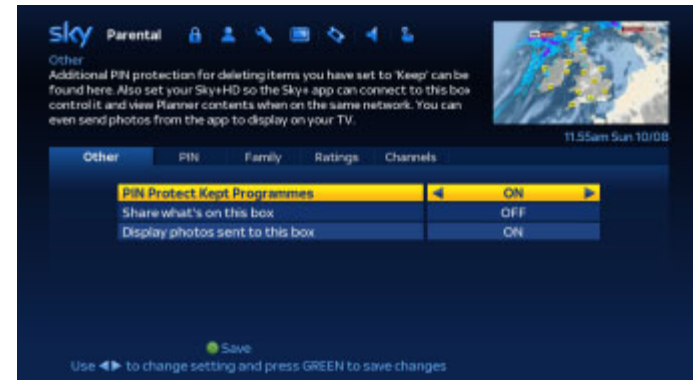 sky Parental
Other
Additional PIN protection for deleting items you have set to 'Keep' can be
found here. Also set your Sky+HD so the Sky+ app can connect to this box
control it and view Planner contents when on the same network. You can
even send photos from the app to display on your TV.
11.55am Sun 10/08
Other PIN Family Ratings Channels
PIN Protect Kept Programmes ON
Share what's on this box OFF
Display photos sent to this box ON
Save
Use ◀▶ to change setting and press GREEN to save changes